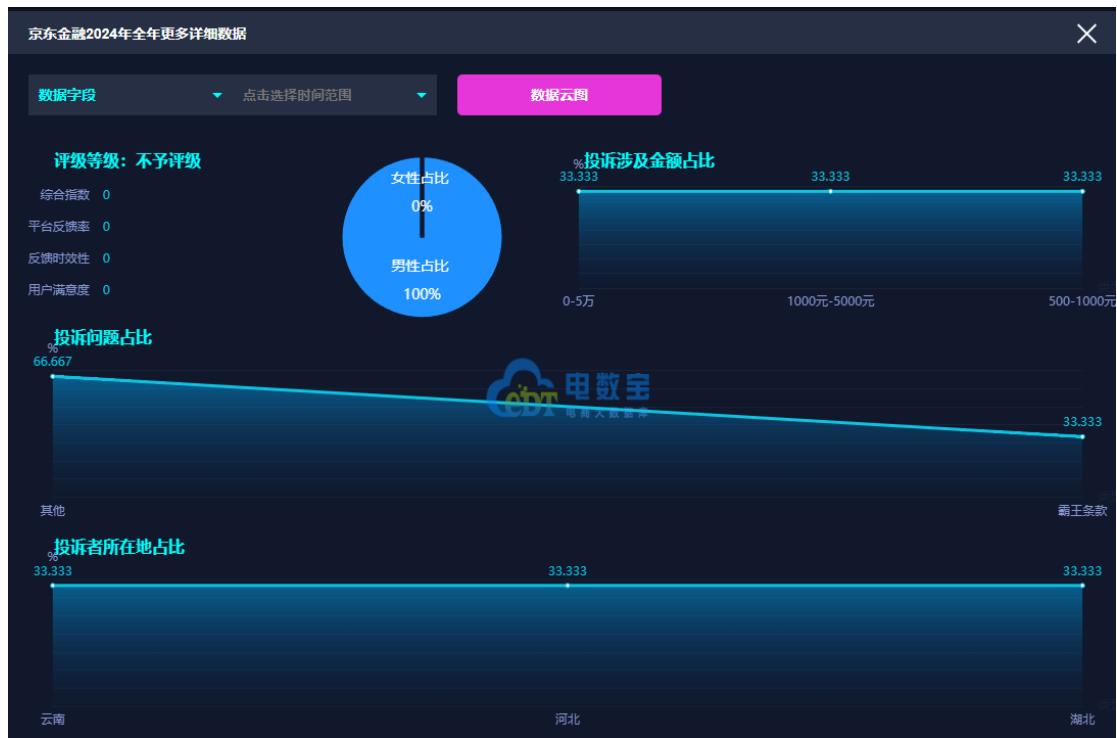 京东金融2024年全年更多详细数据
数据字段
点击选择时间范围
数据云图
评级等级：不予评级
综合指数 0
平台反馈率 0
反馈时效性 0
用户满意度 0
女性占比
0%
男性占比
100%
%投诉涉及金额占比
33.333 33.333 33.333
0-5万 1000元-5000元 500-1000元
投诉问题占比
%
66.667
33.333
其他 霸王条款
电数宝
电商大数据库
EDT
投诉者所在地占比
%
33.333 33.333 33.333
云南 河北 湖北